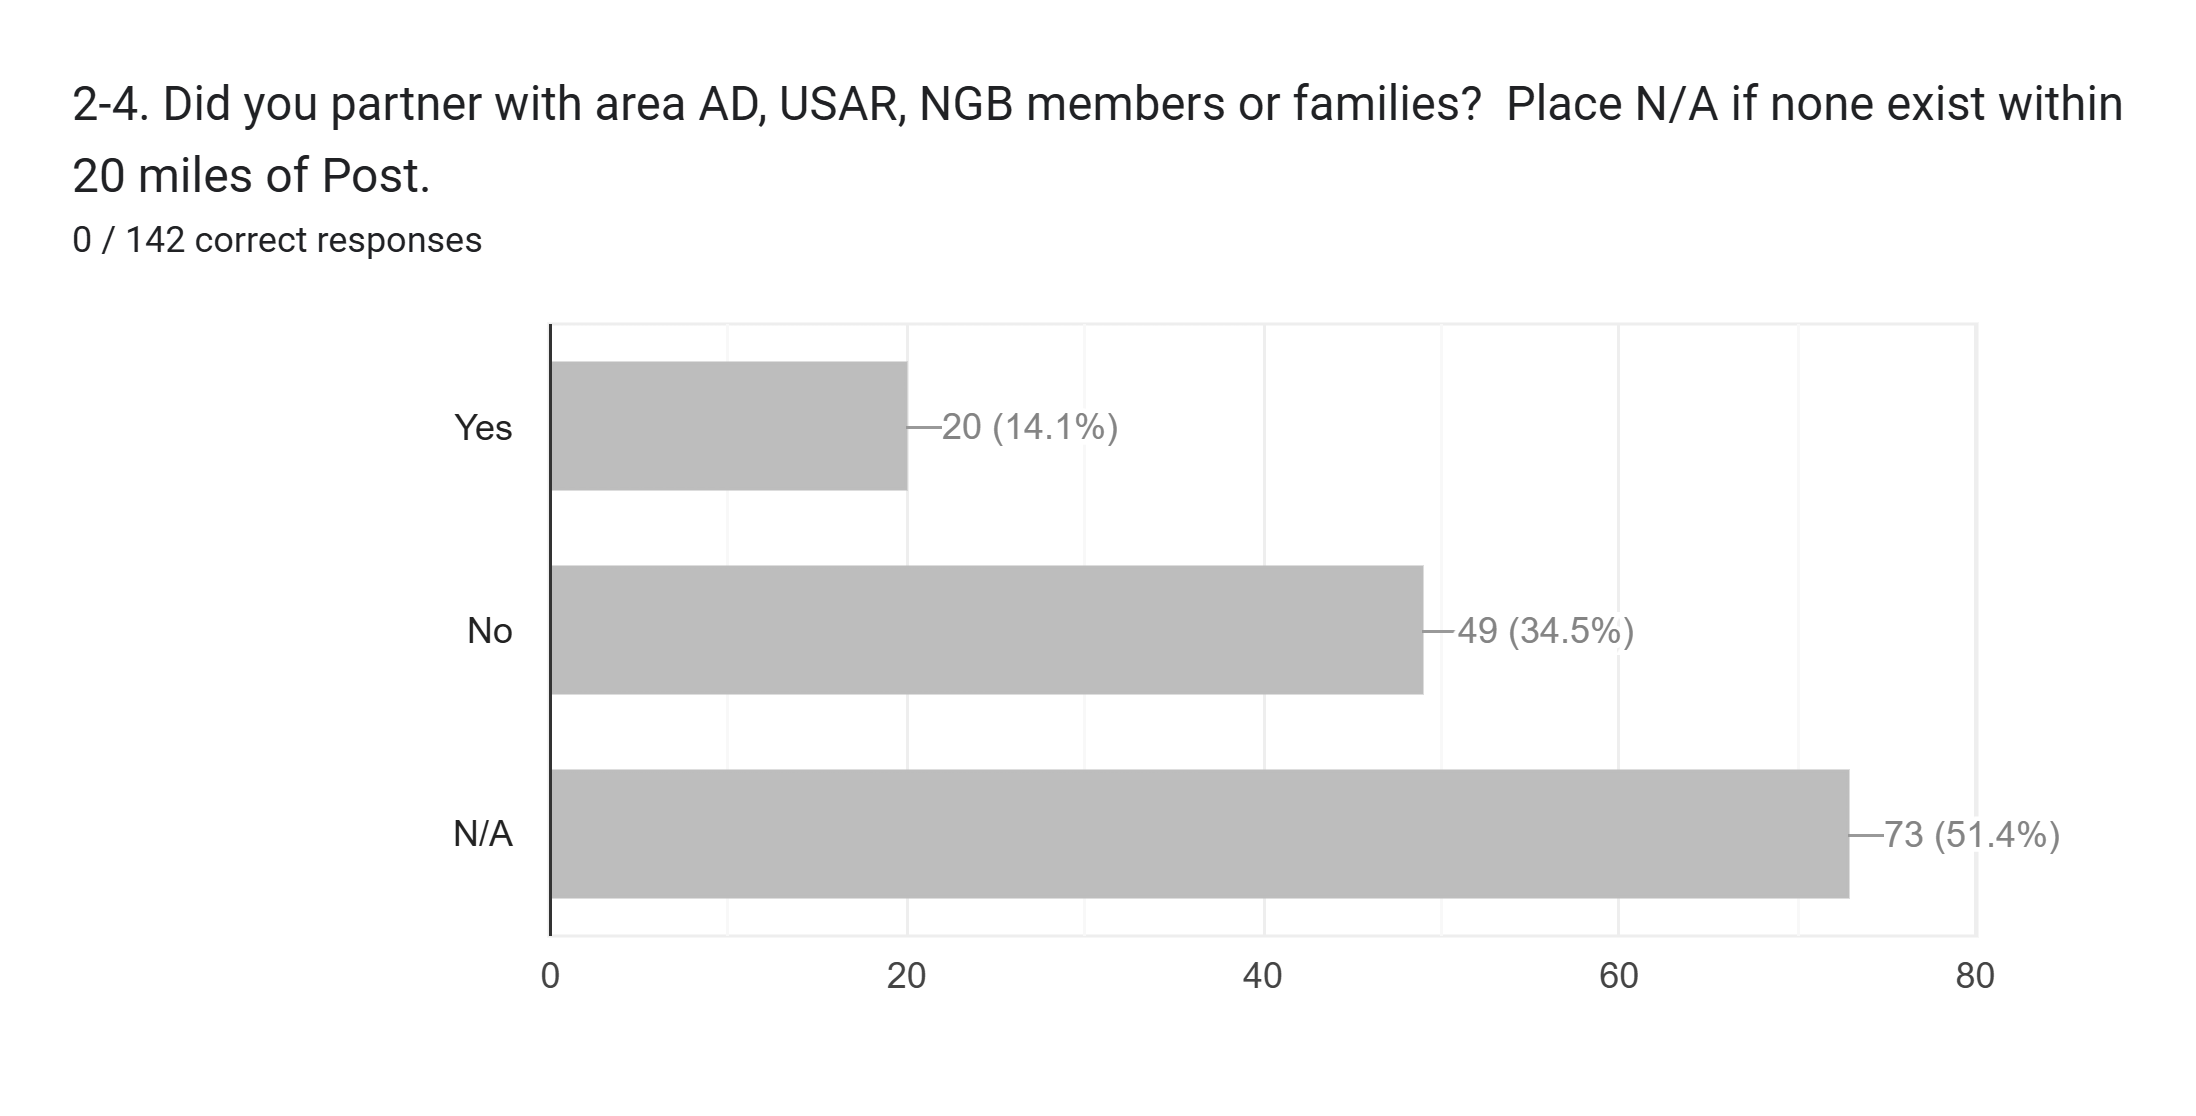 2-4. Did you partner with area AD, USAR, NGB members or families?  Place N/A if none exist within
20 miles of Post.
0 / 142 correct responses
Yes
20 (14.1%)
No
49 (34.5%)
N/A
73 (51.4%)
0
20
40
60
80